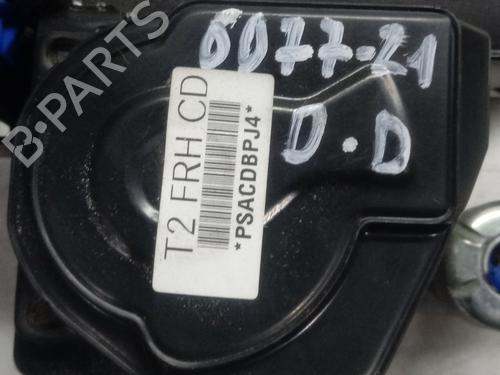 0077-21
D.D
T2 FRH CD
*PSACDBPJ4*
B-PARTS